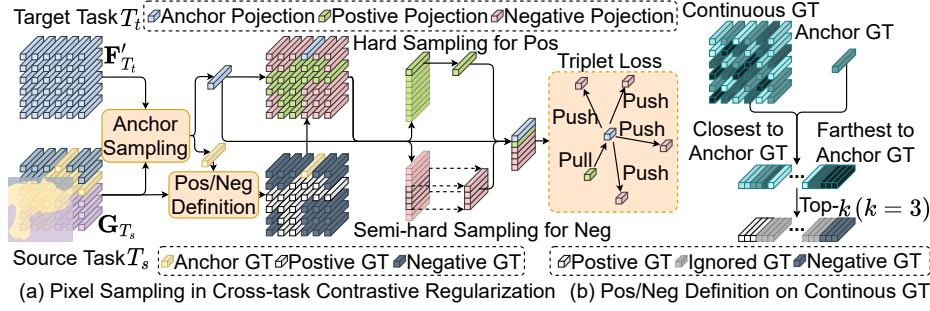 Target Task T_t
Anchor Pojection
Postive Pojection
Negative Pojection
F'_{T_t}
Hard Sampling for Pos
Anchor
Sampling
Pos/Neg
Definition
G_{T_s}
Source Task T_s
Triplet Loss
Push
Push
Push
Pull
Push
Semi-hard Sampling for Neg
Anchor GT
Postive GT
Negative GT
(a) Pixel Sampling in Cross-task Contrastive Regularization
Continuous GT
Anchor GT
Closest to
Anchor GT
Farthest to
Anchor GT
...
Top-k (k = 3)
...
Postive GT
Ignored GT
Negative GT
(b) Pos/Neg Definition on Continous GT